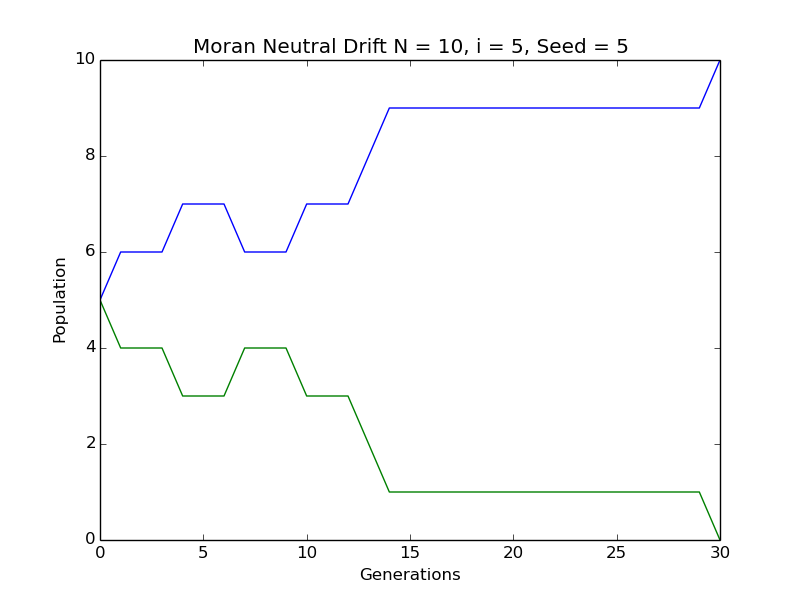 Moran Neutral Drift N = 10, i = 5, Seed = 5
10
8
6
4
2
0
Population
0 5 10 15 20 25 30
Generations